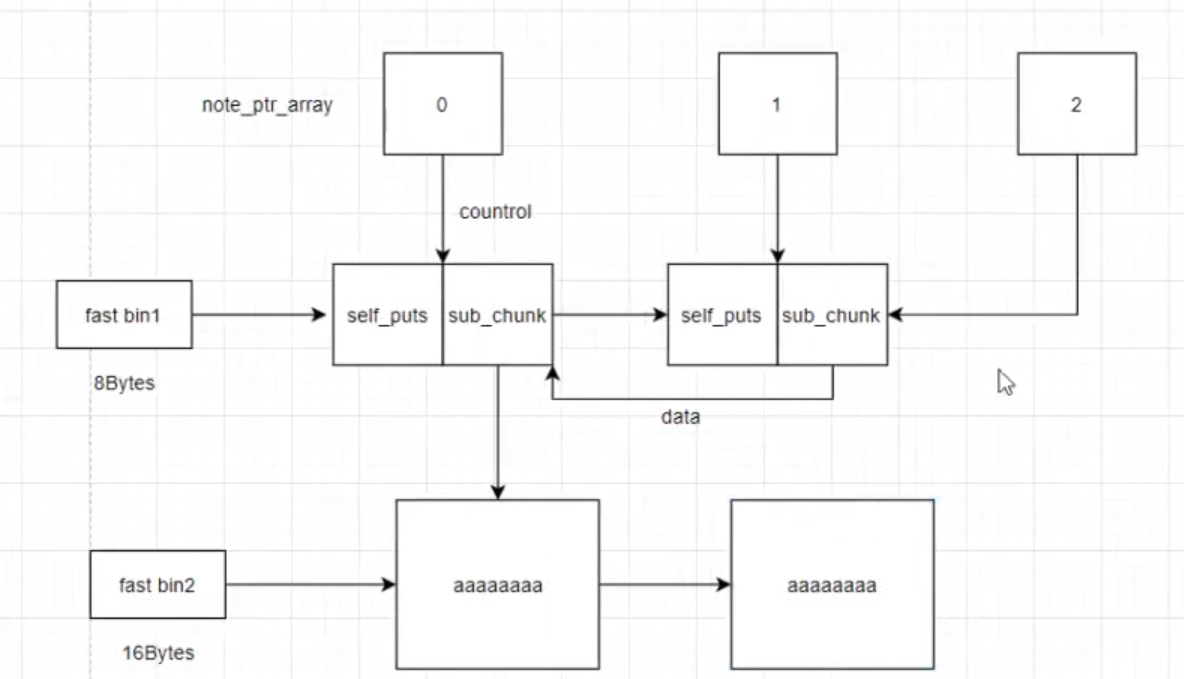 note_ptr_array
0
1
2
countrol
fast bin1
self_puts
sub_chunk
self_puts
sub_chunk
8Bytes
data
fast bin2
aaaaaaaa
aaaaaaaa
16Bytes